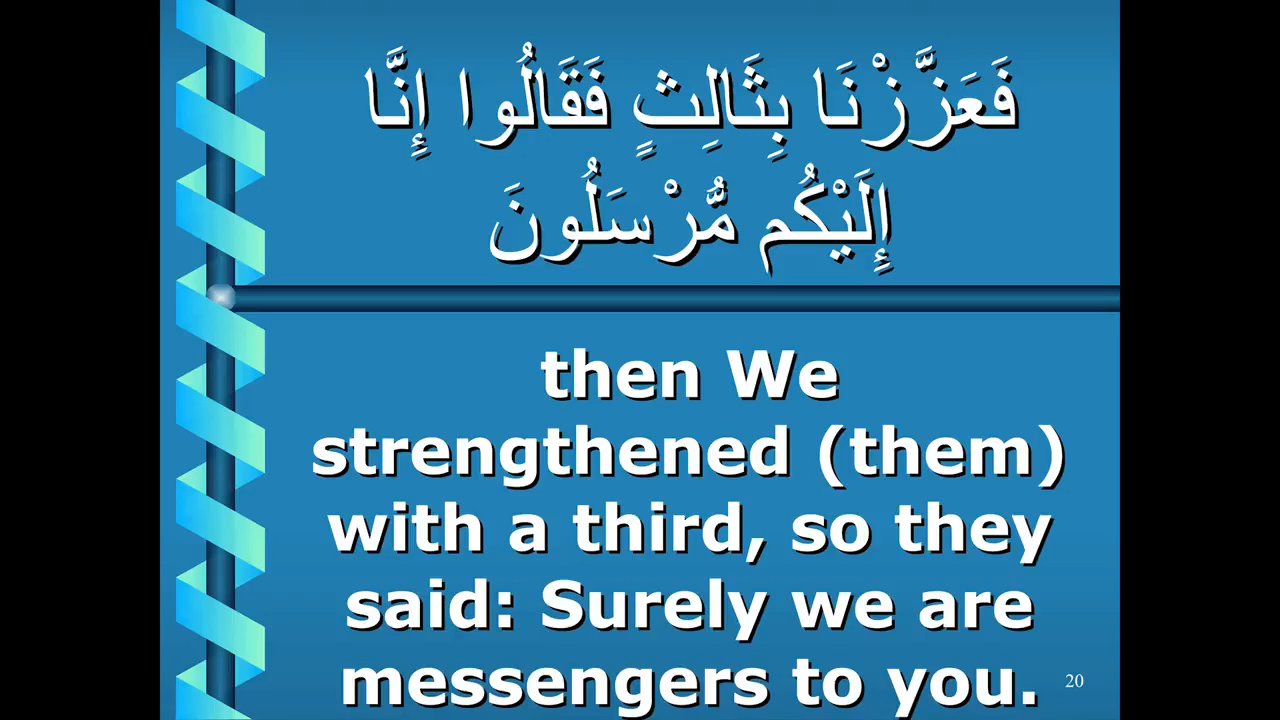 فَعَزَّزْنَا بِثَالِثٍ فَقَالُوا إِنَّا
إِلَيْكُم مُّرْسَلُونَ
then We
strengthened (them)
with a third, so they
said: Surely we are
messengers to you.
20